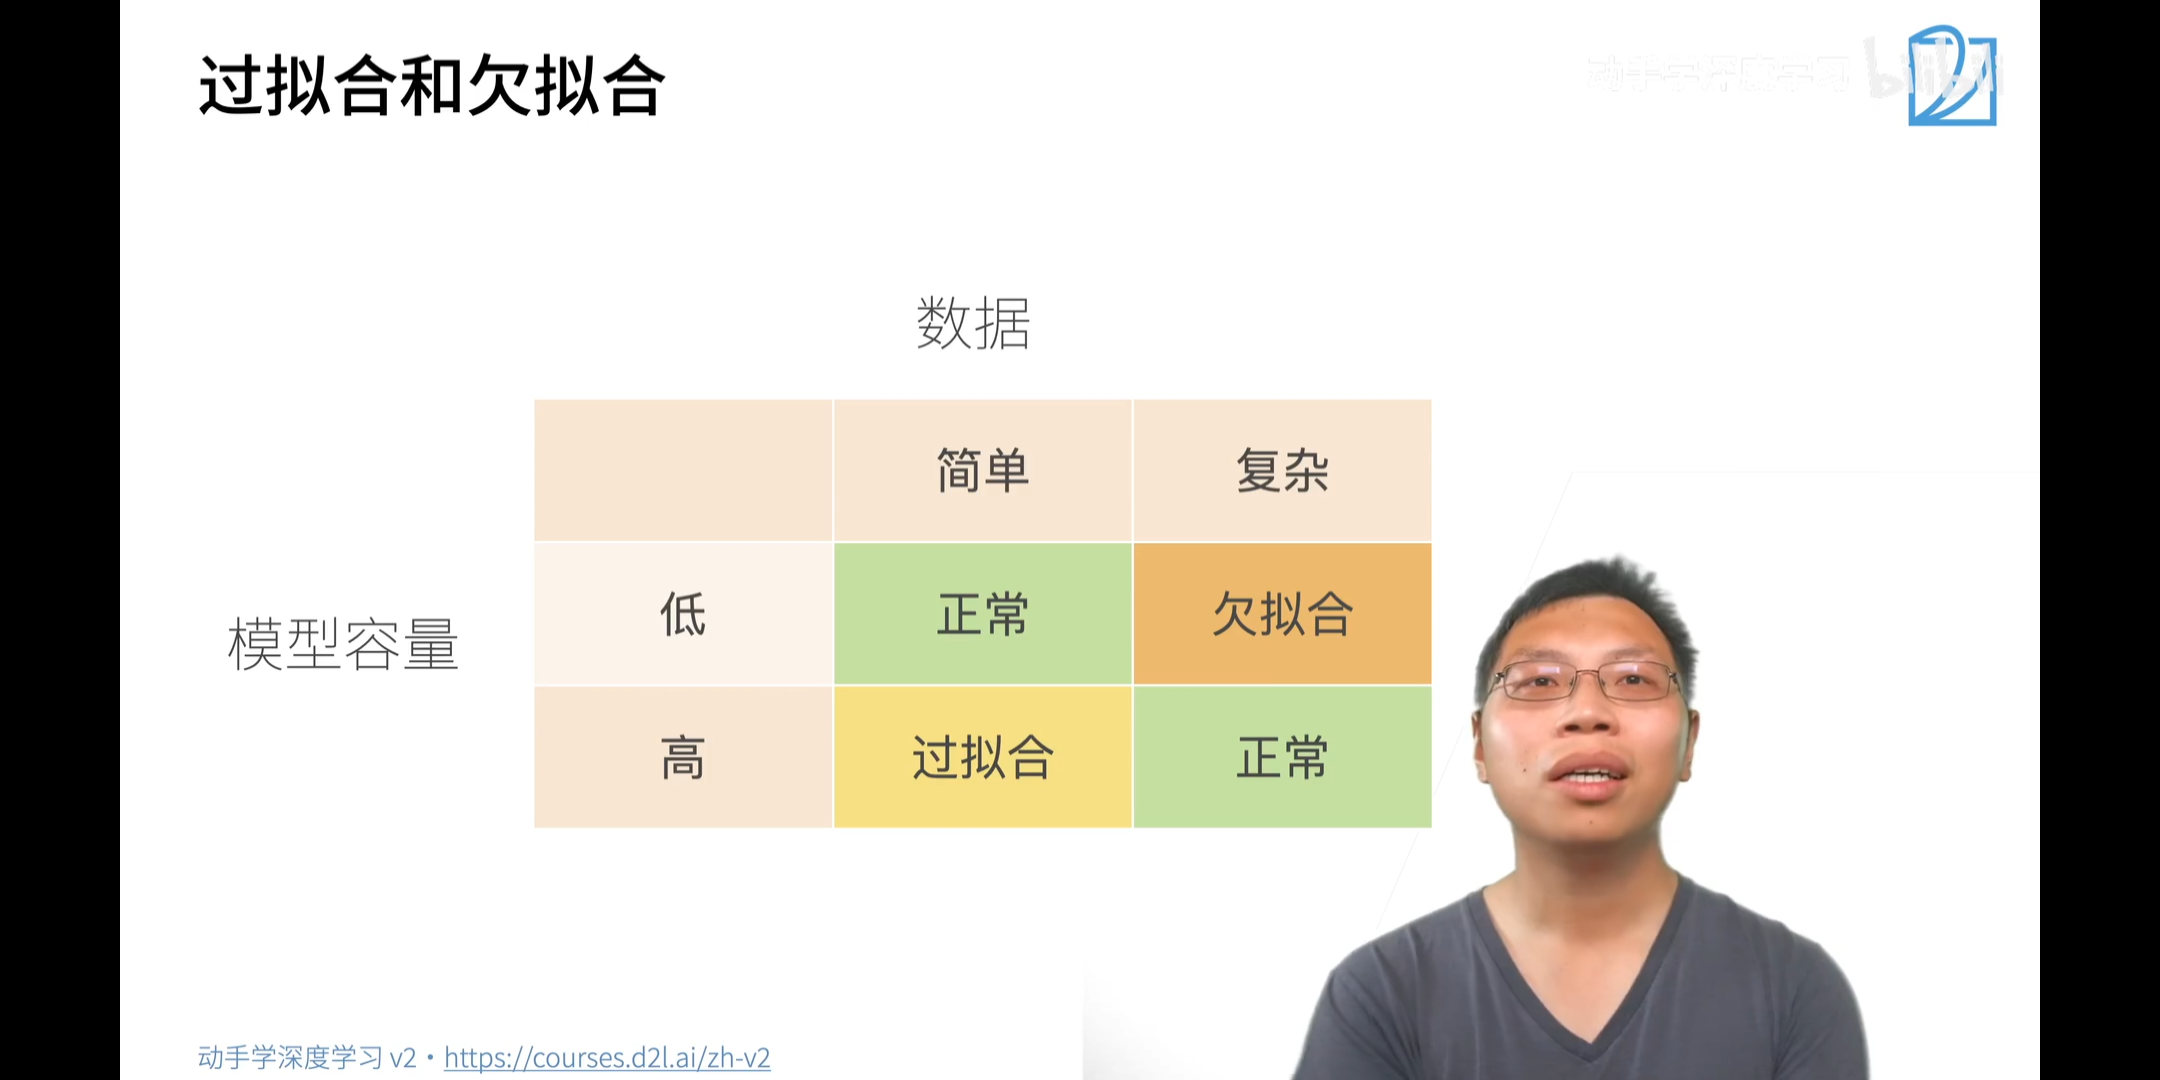 过拟合和欠拟合
动手学深度学习 bilibili
数据
简单 复杂
模型容量
低 正常 欠拟合
高 过拟合 正常
动手学深度学习 v2 • https://courses.d2l.ai/zh-v2